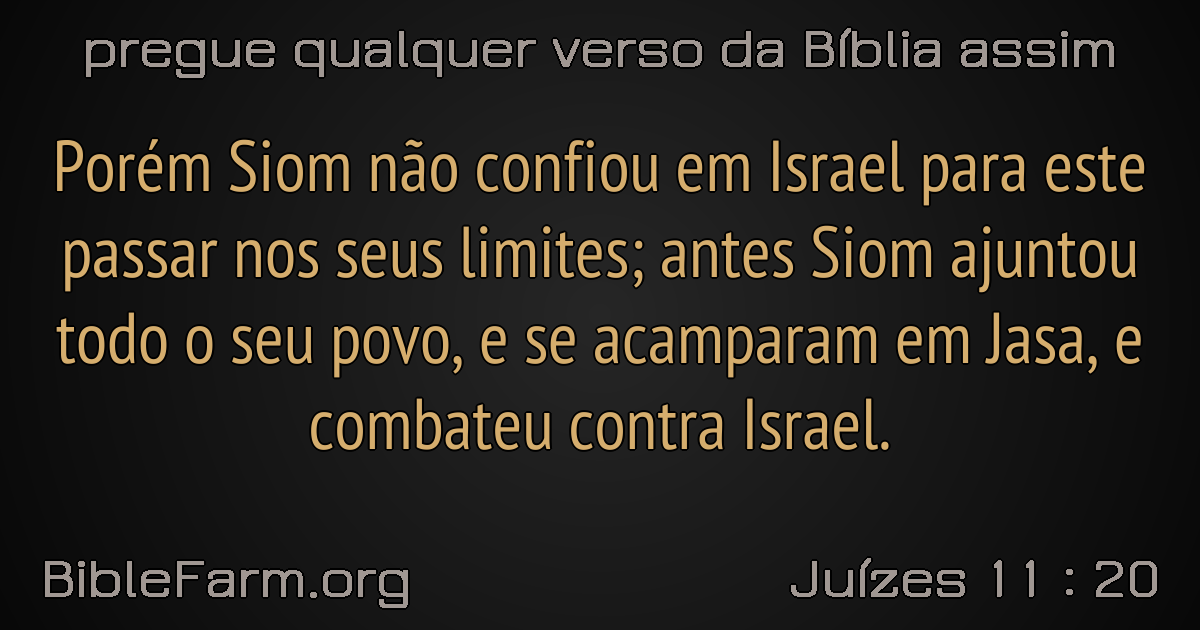 pregue qualquer verso da Bíblia assim
Porém Siom não confiou em Israel para este
passar nos seus limites; antes Siom ajuntou
todo o seu povo, e se acamparam em Jasa, e
combateu contra Israel.
BibleFarm.org
Juízes 11 : 20